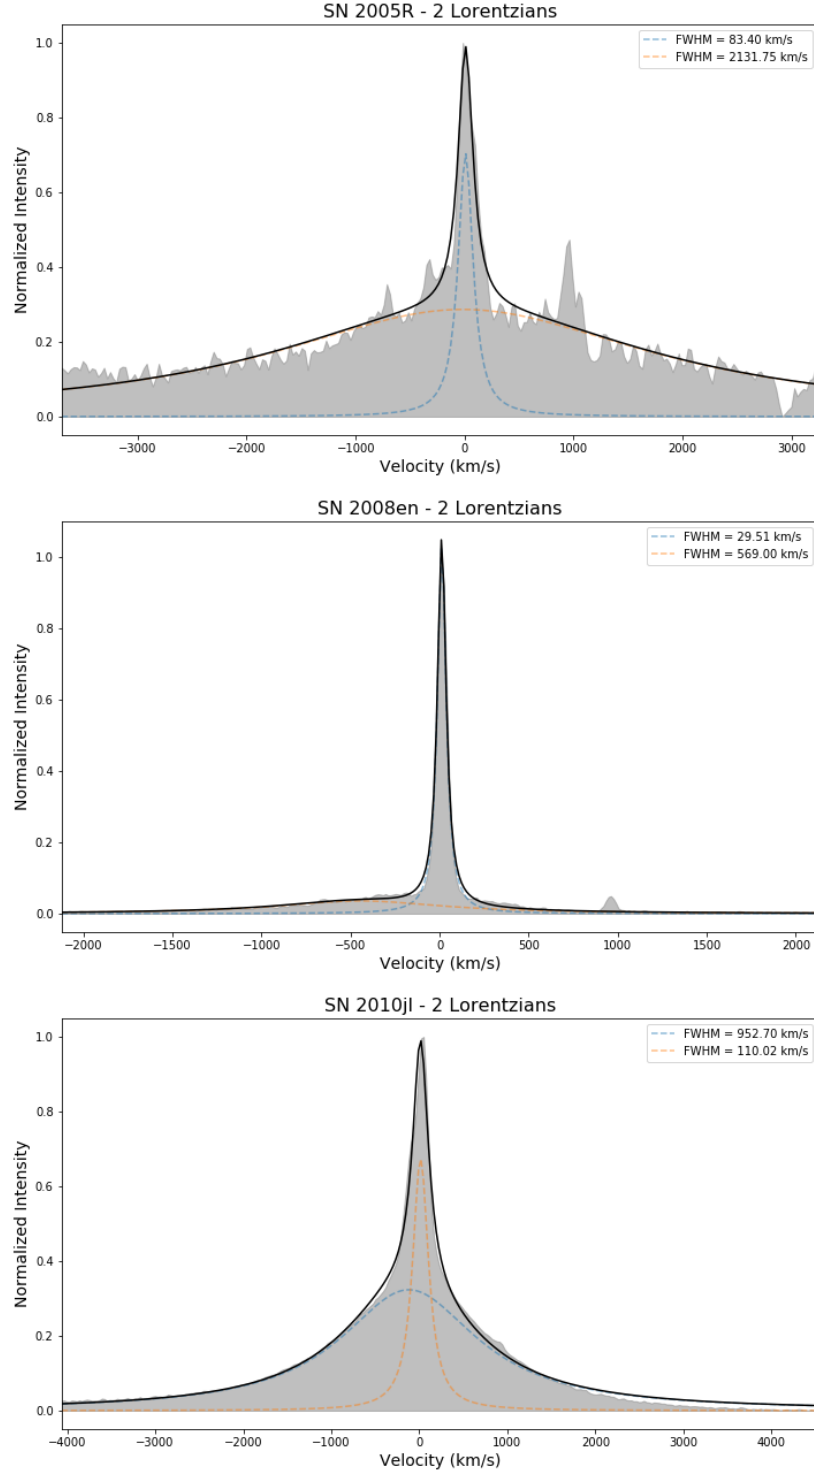 SN 2005R - 2 Lorentzians
FWHM = 83.40 km/s
FWHM = 2131.75 km/s
Normalized Intensity
1.0
0.8
0.6
0.4
0.2
0.0
−3000 −2000 −1000 0 1000 2000 3000
Velocity (km/s)
SN 2008en - 2 Lorentzians
FWHM = 29.51 km/s
FWHM = 569.00 km/s
Normalized Intensity
1.0
0.8
0.6
0.4
0.2
0.0
−2000 −1500 −1000 −500 0 500 1000 1500 2000
Velocity (km/s)
SN 2010jl - 2 Lorentzians
FWHM = 952.70 km/s
FWHM = 110.02 km/s
Normalized Intensity
1.0
0.8
0.6
0.4
0.2
0.0
−4000 −3000 −2000 −1000 0 1000 2000 3000 4000
Velocity (km/s)